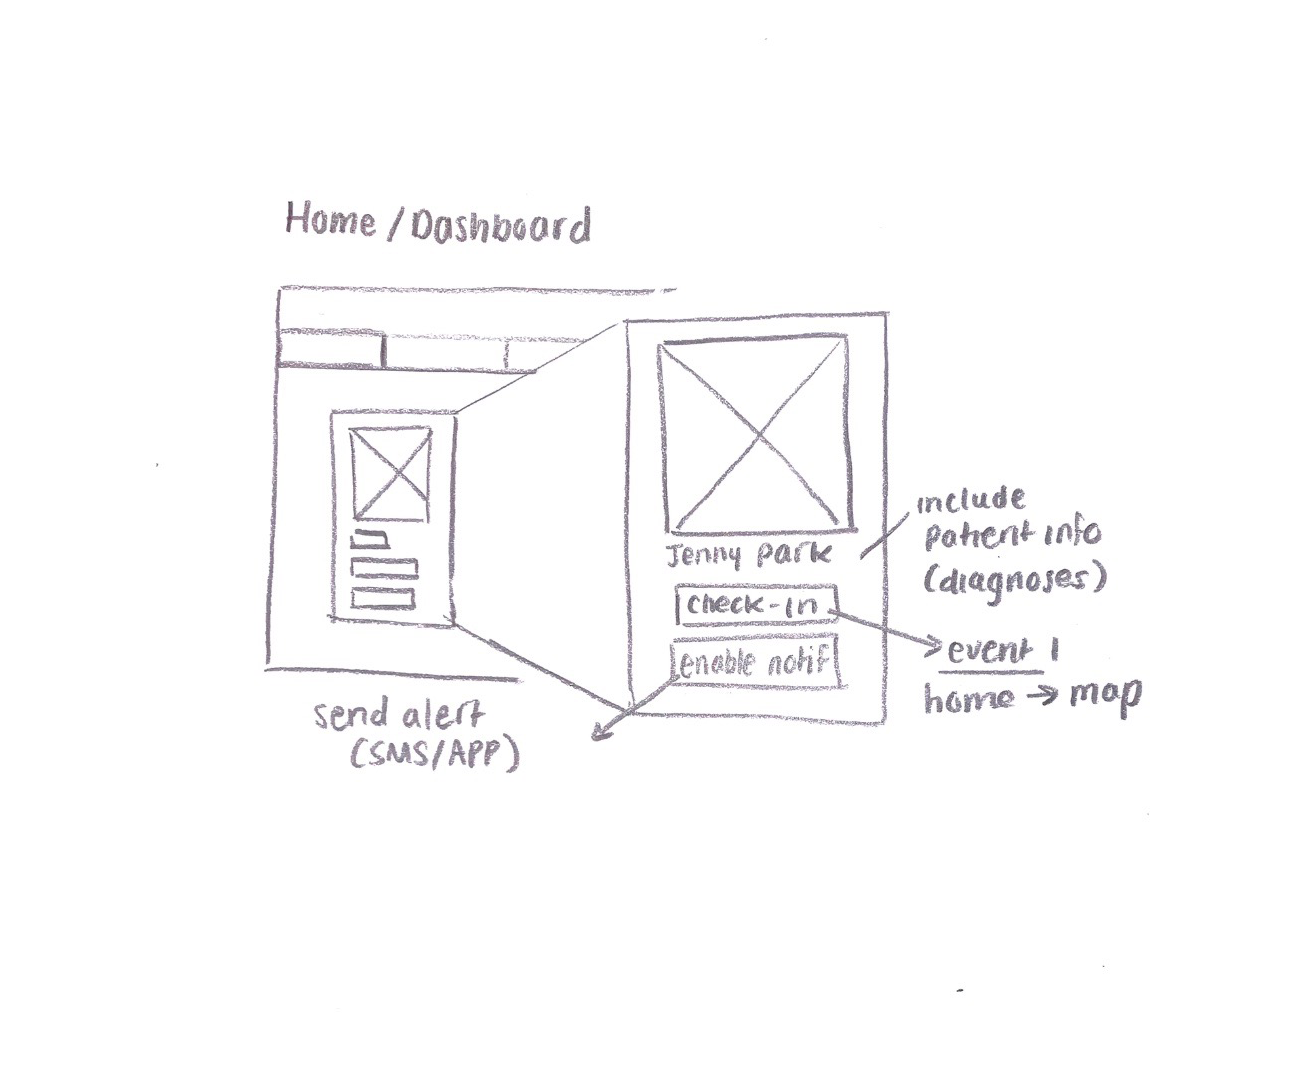 Home / Dashboard
Jenny Park
check-in
enable notif
include
patient info
(diagnoses)
event 1
home → map
send alert
(SMS/APP)